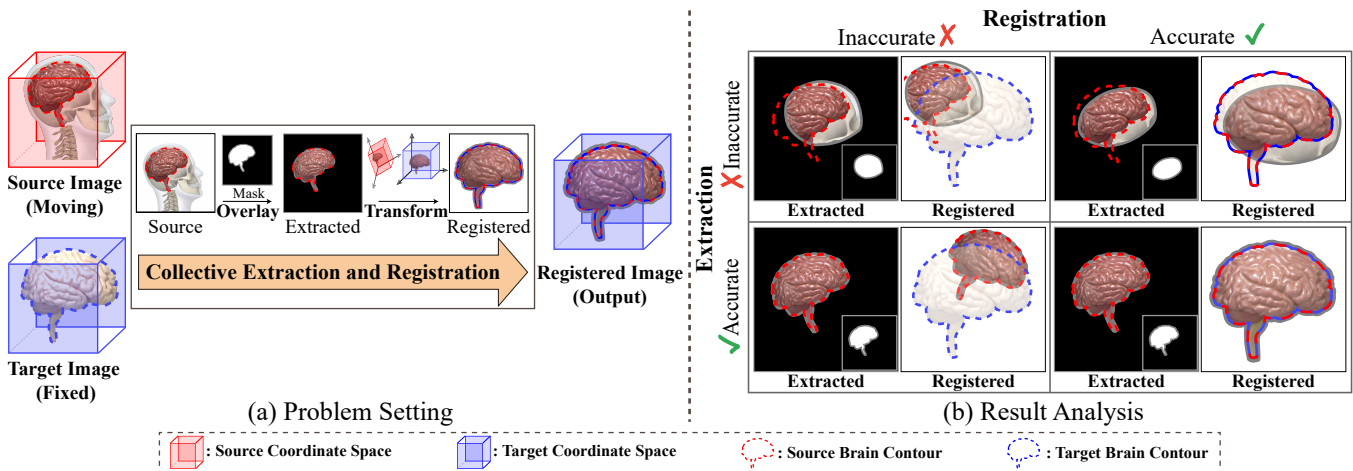 Source Image
(Moving)
Target Image
(Fixed)
Source
Mask
Overlay
Extracted
Transform
Registered
Collective Extraction and Registration
Registered Image
(Output)
(a) Problem Setting
Registration
Inaccurate ✗
Accurate ✓
Extraction
✗ Inaccurate
✓ Accurate
Extracted
Registered
Extracted
Registered
Extracted
Registered
Extracted
Registered
(b) Result Analysis
: Source Coordinate Space
: Target Coordinate Space
: Source Brain Contour
: Target Brain Contour